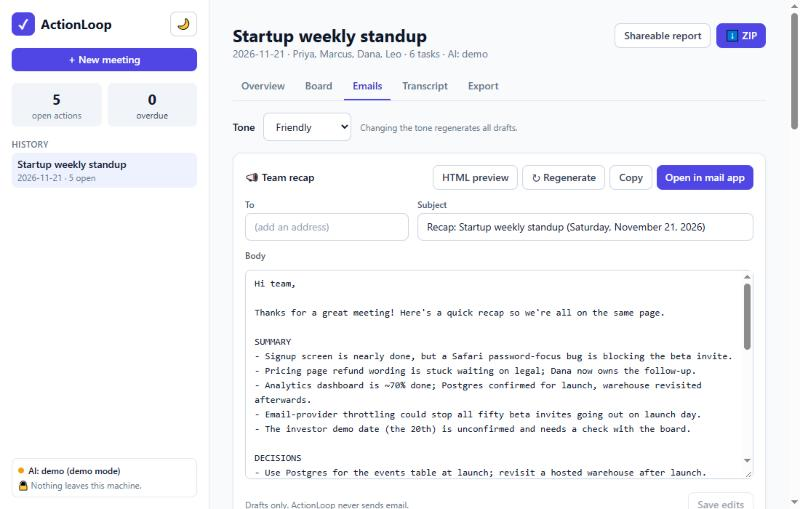 ActionLoop
+ New meeting
5
open actions
0
overdue
HISTORY
Startup weekly standup
2026-11-21 · 5 open
AI: demo (demo mode)
Nothing leaves this machine.
Startup weekly standup
2026-11-21 · Priya, Marcus, Dana, Leo · 6 tasks · AI: demo
Shareable report
ZIP
Overview
Board
Emails
Transcript
Export
Tone
Friendly
Changing the tone regenerates all drafts.
Team recap
HTML preview
↻ Regenerate
Copy
Open in mail app
To
Subject
(add an address)
Recap: Startup weekly standup (Saturday, November 21, 2026)
Body
Hi team,
Thanks for a great meeting! Here's a quick recap so we're all on the same page.
SUMMARY
- Signup screen is nearly done, but a Safari password-focus bug is blocking the beta invite.
- Pricing page refund wording is stuck waiting on legal; Dana now owns the follow-up.
- Analytics dashboard is ~70% done; Postgres confirmed for launch, warehouse revisited
afterwards.
- Email-provider throttling could stop all fifty beta invites going out on launch day.
- The investor demo date (the 20th) is unconfirmed and needs a check with the board.
DECISIONS
- Use Postgres for the events table at launch; revisit a hosted warehouse after launch.
Drafts only. ActionLoop never sends email.
Save edits